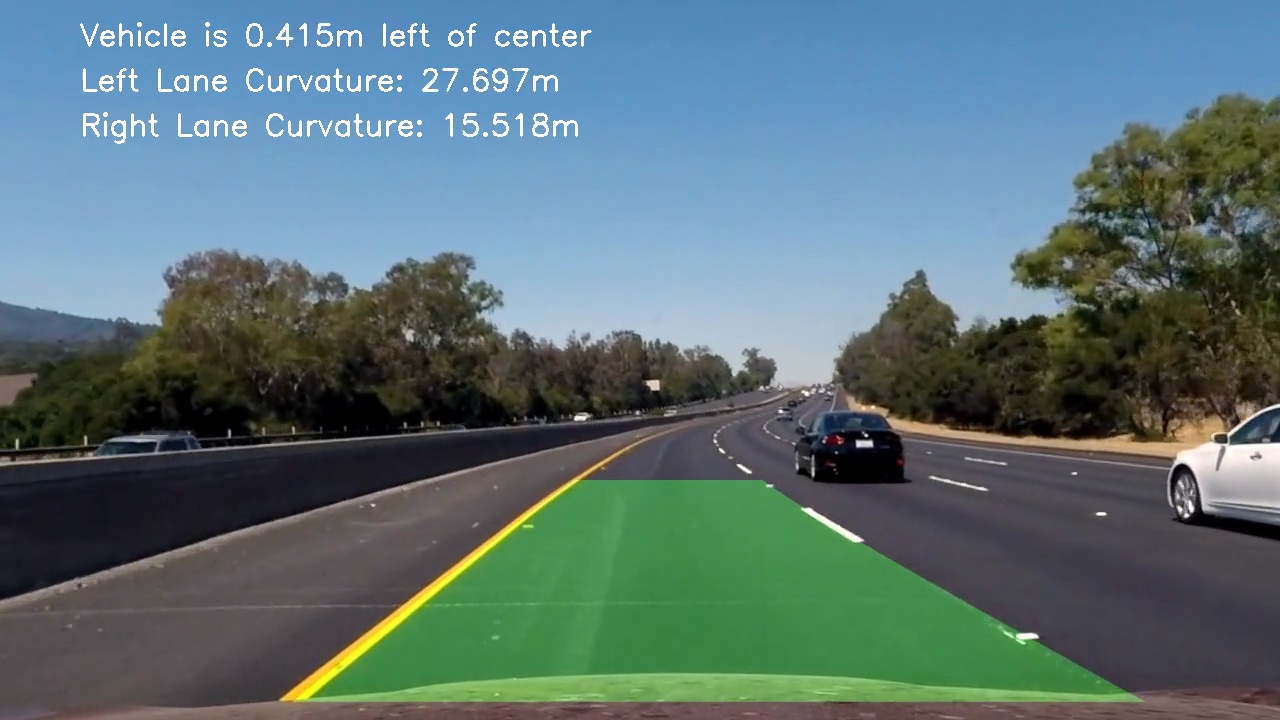 Vehicle is 0.415m left of center
Left Lane Curvature: 27.697m
Right Lane Curvature: 15.518m